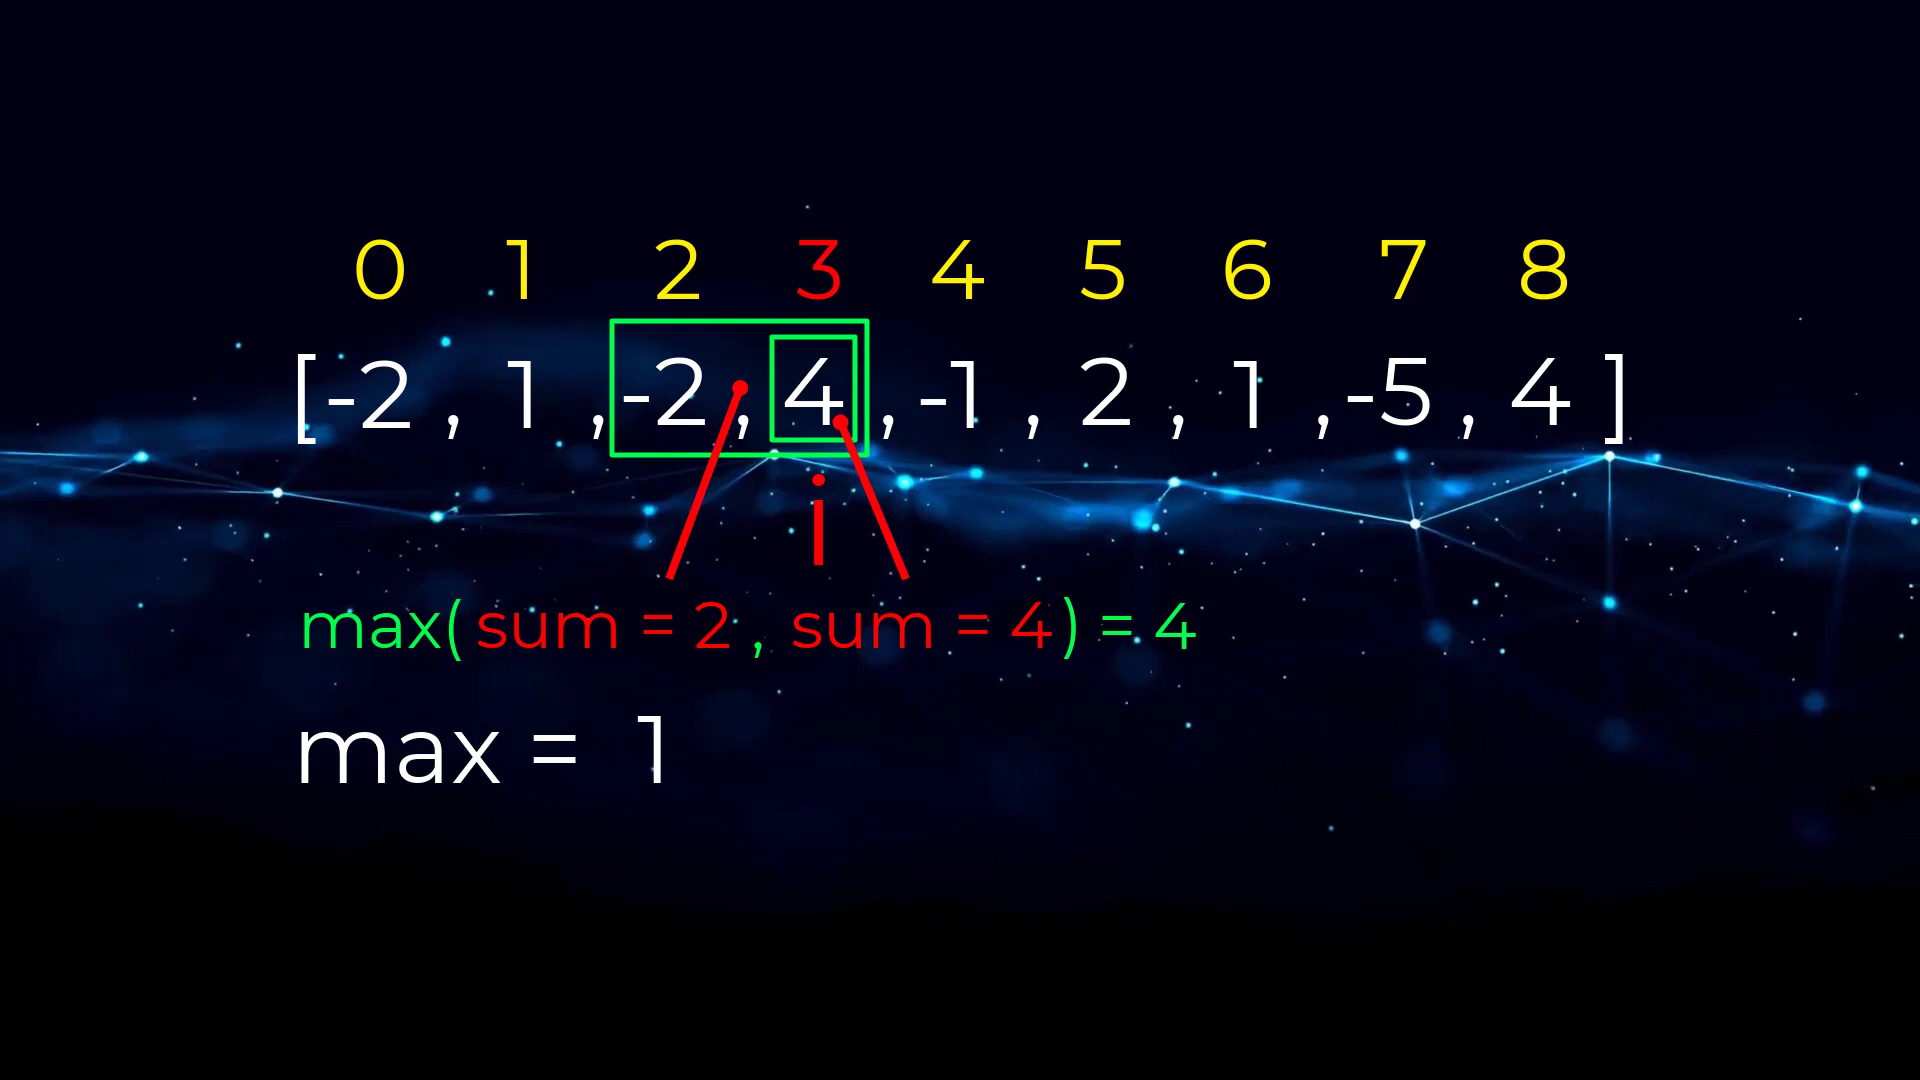 0 1 2 3 4 5 6 7 8
[ -2 , 1 , -2 , 4 , -1 , 2 , 1 , -5 , 4 ]
i
max( sum = 2 , sum = 4 ) = 4
max = 1